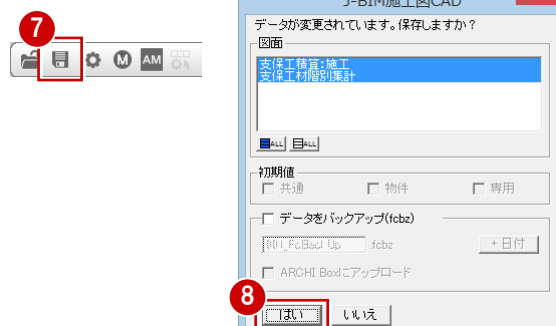 7
M
AM
J-BIM施工図CAD
データが変更されています。保存しますか?
図面
支保工積算:施工
支保工材階別集計
ALL
ALL
初期値
共通
物件
専用
データをバックアップ(fcbz)
fcbz
+日付
ARCHI Boxにアップロード
8
はい
いいえ